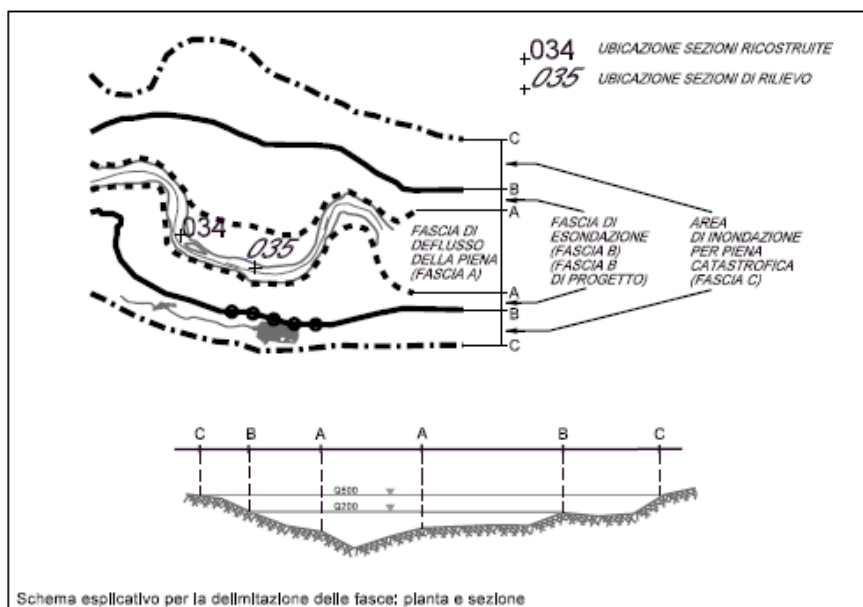 034 UBICAZIONE SEZIONI RICOSTRUITE
035 UBICAZIONE SEZIONI DI RILIEVO
C
B
A
034
035
FASCIA DI
DEFLUSSO
DELLA PIENA
(FASCIA A)
FASCIA DI
ESONDAZIONE
(FASCIA B)
(FASCIA B
DI PROGETTO)
AREA
DI INONDAZIONE
PER PIENA
CATASTROFICA
(FASCIA C)
A
B
C
C B A A B C
Q500
Q200
Schema esplicativo per la delimitazione delle fasce: planta e sezione